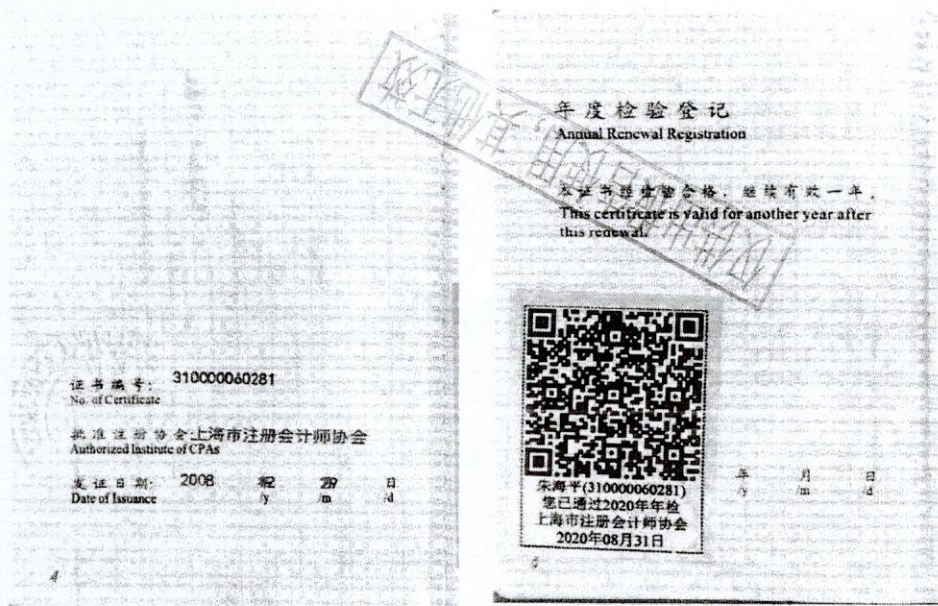 证书编号: 310000060281
No. of Certificate
批准注册协会 上海市注册会计师协会
Authorized Institute of CPAs
发证日期: 2008 年 月 日
Date of Issuance /y /m /d
4
年度检验登记
Annual Renewal Registration
本证书经检验合格，继续有效一年。
This certificate is valid for another year after
this renewal.
朱海平(310000060281)
您已通过2020年年检
上海市注册会计师协会
2020年08月31日
年 月 日
/y /m /d
5